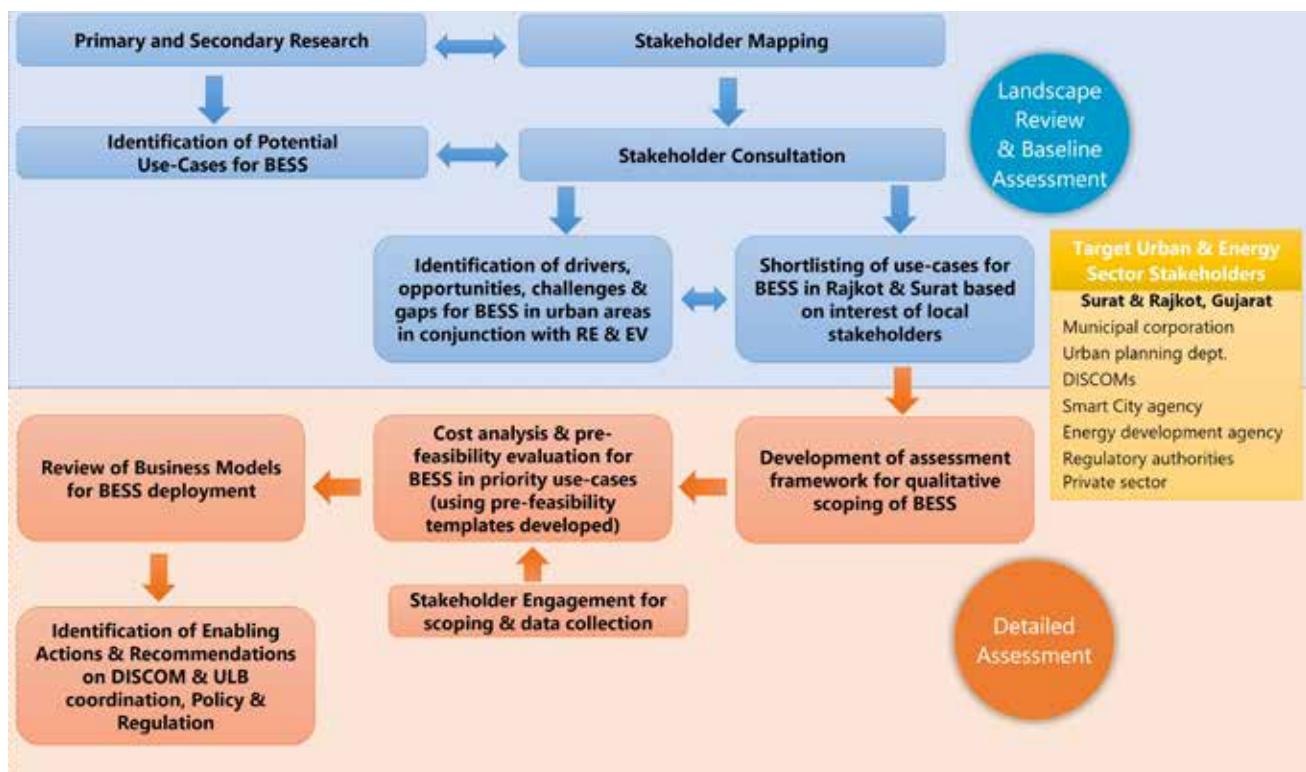 Primary and Secondary Research
Stakeholder Mapping
Identification of Potential
Use-Cases for BESS
Stakeholder Consultation
Landscape
Review
& Baseline
Assessment
Identification of drivers,
opportunities, challenges &
gaps for BESS in urban areas
in conjunction with RE & EV
Shortlisting of use-cases for
BESS in Rajkot & Surat based
on interest of local
stakeholders
Target Urban & Energy
Sector Stakeholders
Surat & Rajkot, Gujarat
Municipal corporation
Urban planning dept.
DISCOMs
Smart City agency
Energy development agency
Regulatory authorities
Private sector
Review of Business Models
for BESS deployment
Cost analysis & pre-
feasibility evaluation for
BESS in priority use-cases
(using pre-feasibility
templates developed)
Development of assessment
framework for qualitative
scoping of BESS
Stakeholder Engagement for
scoping & data collection
Identification of Enabling
Actions & Recommendations
on DISCOM & ULB
coordination, Policy &
Regulation
Detailed
Assessment